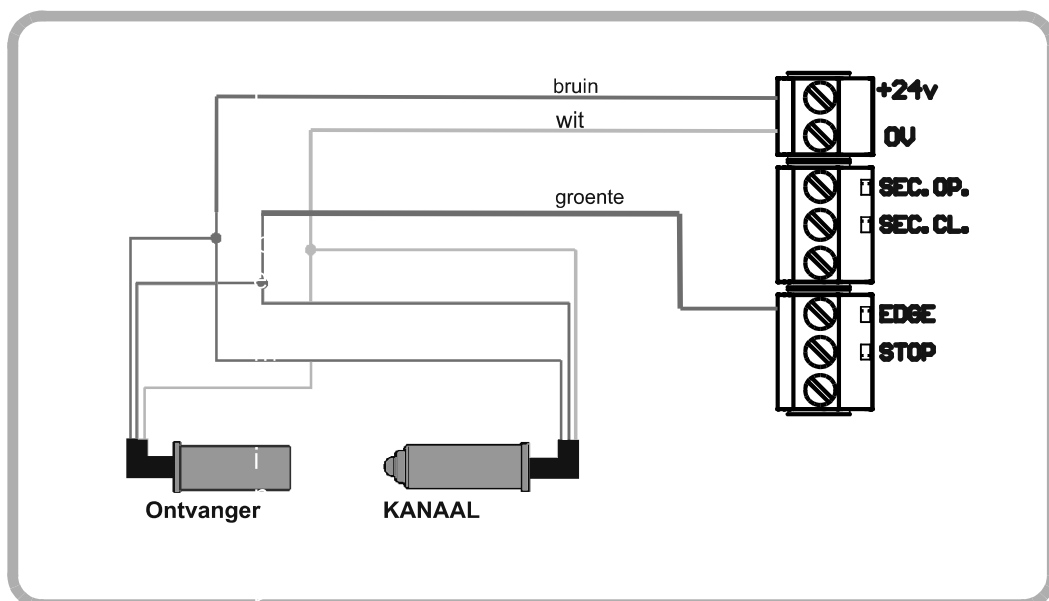 bruin
+24v
wit
0V
SEC.OP.
groente
SEC.CL.
EDGE
STOP
Ontvanger
KANAAL